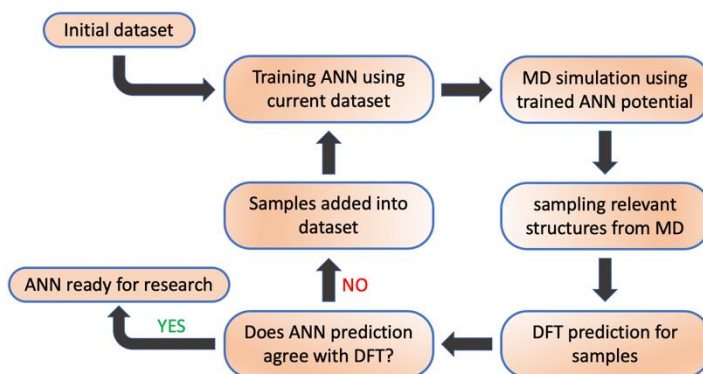 Initial dataset
Training ANN using
current dataset
MD simulation using
trained ANN potential
Samples added into
dataset
sampling relevant
structures from MD
ANN ready for research
NO
YES
Does ANN prediction
agree with DFT?
DFT prediction for
samples